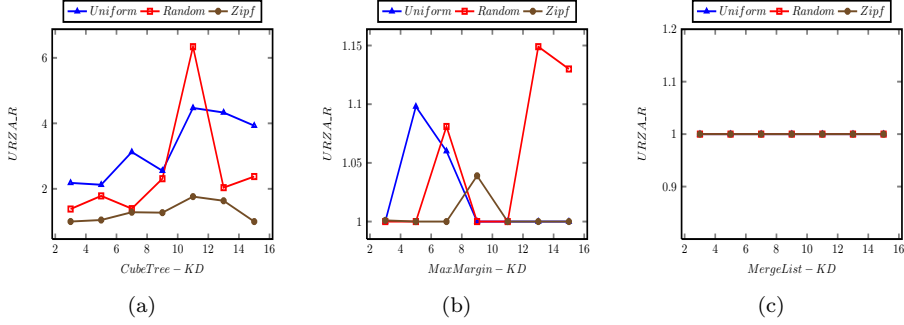 Uniform Random Zipf
6
4
2
URZA_R
2 4 6 8 10 12 14 16
CubeTree − KD
(a)
Uniform Random Zipf
1.15
1.1
1.05
1
URZA_R
2 4 6 8 10 12 14 16
MaxMargin − KD
(b)
Uniform Random Zipf
1.2
1.1
1
0.9
URZA_R
2 4 6 8 10 12 14 16
MergeList − KD
(c)